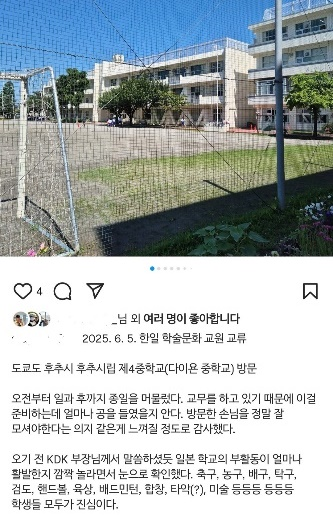 4
님 외 여러 명이 좋아합니다
2025. 6. 5. 한일 학술문화 교원 교류
도쿄도 후추시 후추시립 제4중학교(다이욘 중학교) 방문
오전부터 일과 후까지 종일을 머물렀다. 교무를 하고 있기 때문에 이걸
준비하는데 얼마나 공을 들였을지 안다. 방문한 손님을 정말 잘
모셔야한다는 의지 같은게 느껴질 정도로 감사했다.
오기 전 KDK 부장님께서 말씀하셨듯 일본 학교의 부활동이 얼마나
활발한지 깜짝 놀라면서 눈으로 확인했다. 축구, 농구, 배구, 탁구,
검도, 핸드볼, 육상, 배드민턴, 합창, 타악(?), 미술 등등등 등등등
학생들 모두가 진심이다.